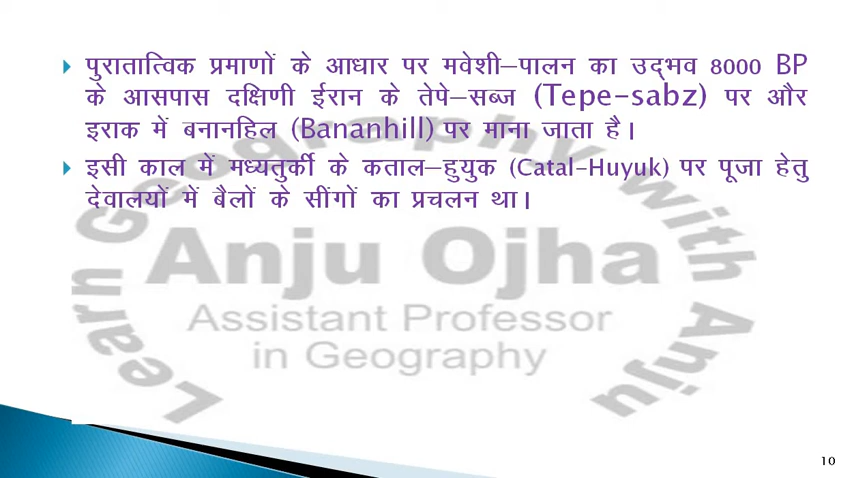 पुरातात्विक प्रमाणों के आधार पर मवेशी–पालन का उद्भव 8000 BP
के आसपास दक्षिणी ईरान के तेपे–सब्ज (Tepe-sabz) पर और
इराक में बनानहिल (Bananhill) पर माना जाता है।
इसी काल में मध्यतुर्की के कताल–हुयुक (Catal-Huyuk) पर पूजा हेतु
देवालयों में बैलों के सींगों का प्रचलन था।
Learn Geography with Anju
Anju Ojha
Assistant Professor
in Geography
10